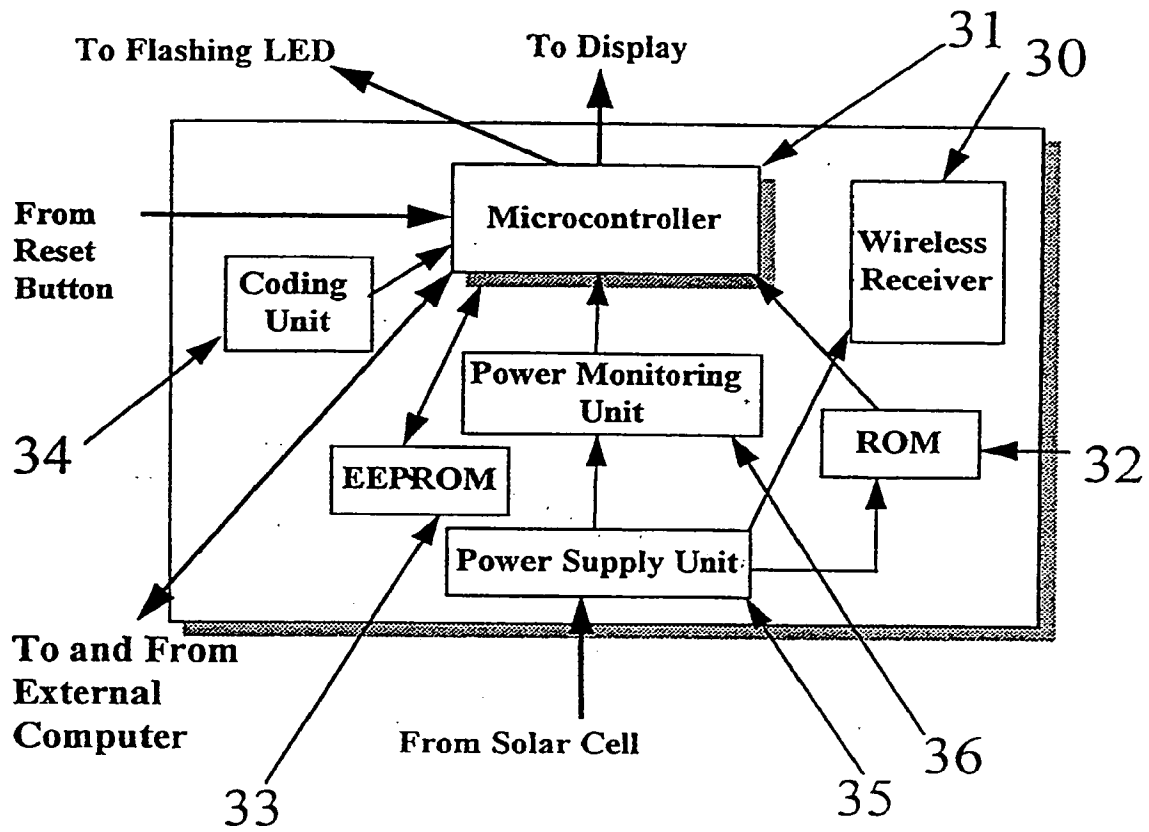 To Flashing LED
To Display
31
30
From
Reset
Button
Microcontroller
Wireless
Receiver
Coding
Unit
Power Monitoring
Unit
34
ROM
32
EEPROM
Power Supply Unit
To and From
External
Computer
From Solar Cell
33
35
36